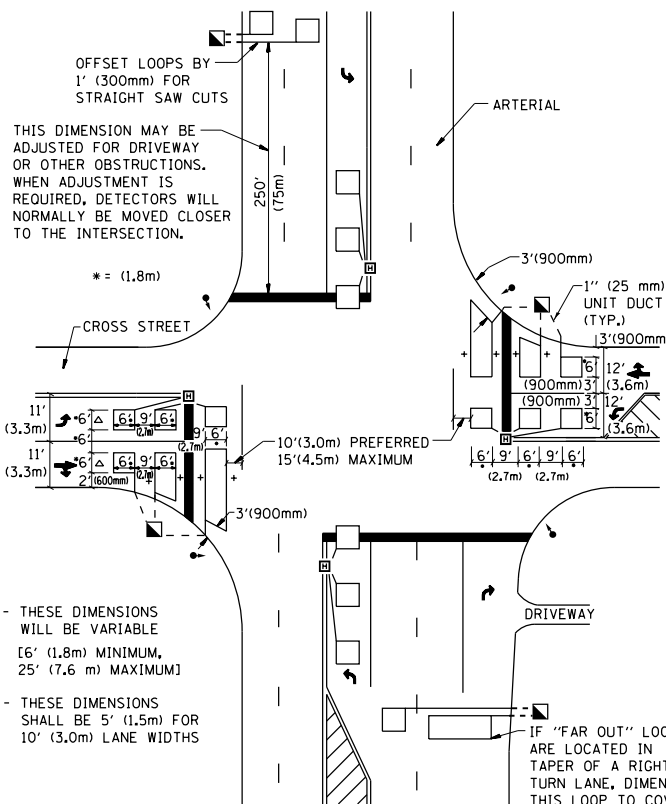 OFFSET LOOPS BY
1' (300mm) FOR
STRAIGHT SAW CUTS
ARTERIAL
THIS DIMENSION MAY BE
ADJUSTED FOR DRIVEWAY
OR OTHER OBSTRUCTIONS.
WHEN ADJUSTMENT IS
REQUIRED, DETECTORS WILL
NORMALLY BE MOVED CLOSER
TO THE INTERSECTION.
250'
(75m)
* = (1.8m)
H
3'(900mm)
1'' (25 mm)
UNIT DUCT
(TYP.)
CROSS STREET
3'(900mm
6'
12'
(3.6m)
(900mm) 3'
(900mm) 3'
6'
12'
(3.6m)
H
6' 9' 6' 9' 6'
(2.7m) (2.7m)
H
11'
(3.3m)
6'
6' 9' 6'
(2.7m)
6'
9' 6'
(2.7m)
10'(3.0m) PREFERRED
15'(4.5m) MAXIMUM
11'
(3.3m)
6'
6' 9' 6'
(2.7m)
2' (600mm)
3'(900mm)
H
- THESE DIMENSIONS
WILL BE VARIABLE
[6' (1.8m) MINIMUM,
25' (7.6 m) MAXIMUM]
DRIVEWAY
- THESE DIMENSIONS
SHALL BE 5' (1.5m) FOR
10' (3.0m) LANE WIDTHS
IF "FAR OUT" LOO
ARE LOCATED IN
TAPER OF A RIGHT
TURN LANE, DIMEN
THIS LOOP TO COV